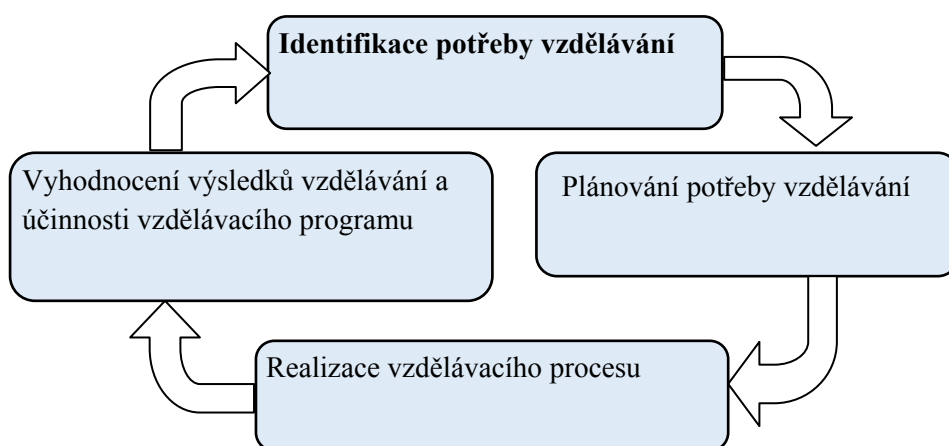 Identifikace potřeby vzdělávání
Plánování potřeby vzdělávání
Realizace vzdělávacího procesu
Vyhodnocení výsledků vzdělávání a
účinnosti vzdělávacího programu